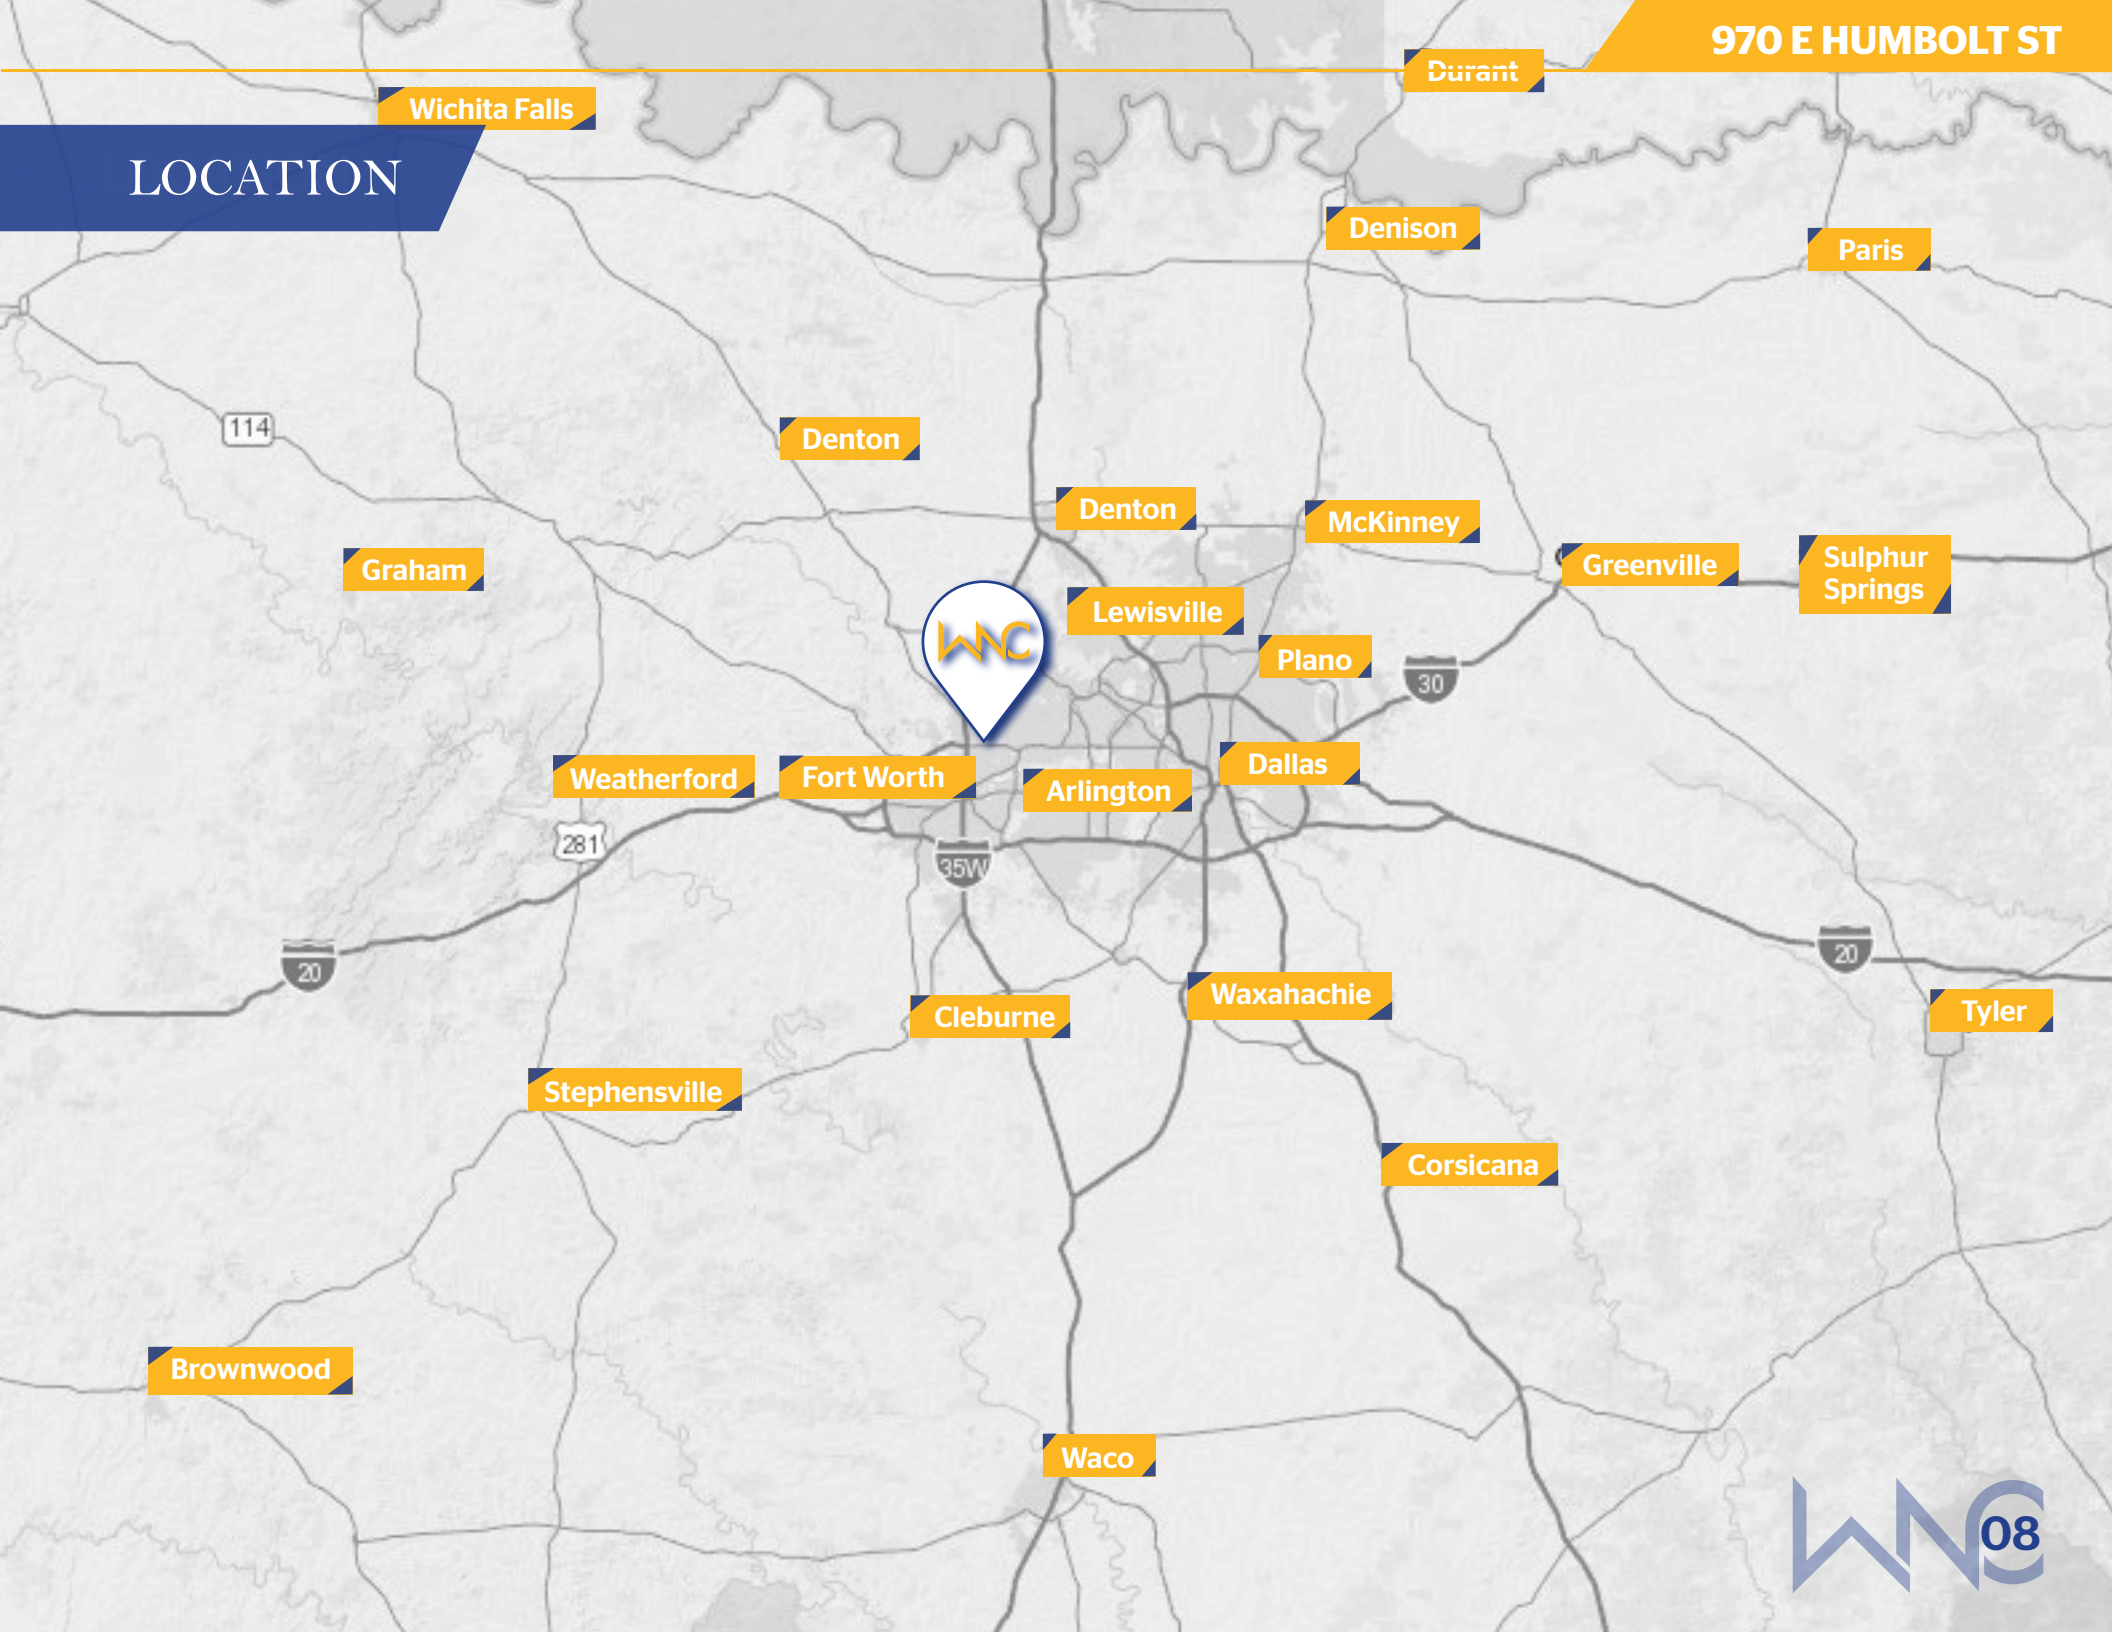 970 E HUMBOLT ST
Durant
Wichita Falls
LOCATION
Denison
Paris
114
Denton
Denton
McKinney
Graham
Greenville
Sulphur
Springs
Lewisville
WNC
Plano
30
Weatherford
Fort Worth
Arlington
Dallas
281
35W
20
20
Waxahachie
Cleburne
Tyler
Stephensville
Corsicana
Brownwood
Waco
WNC
08